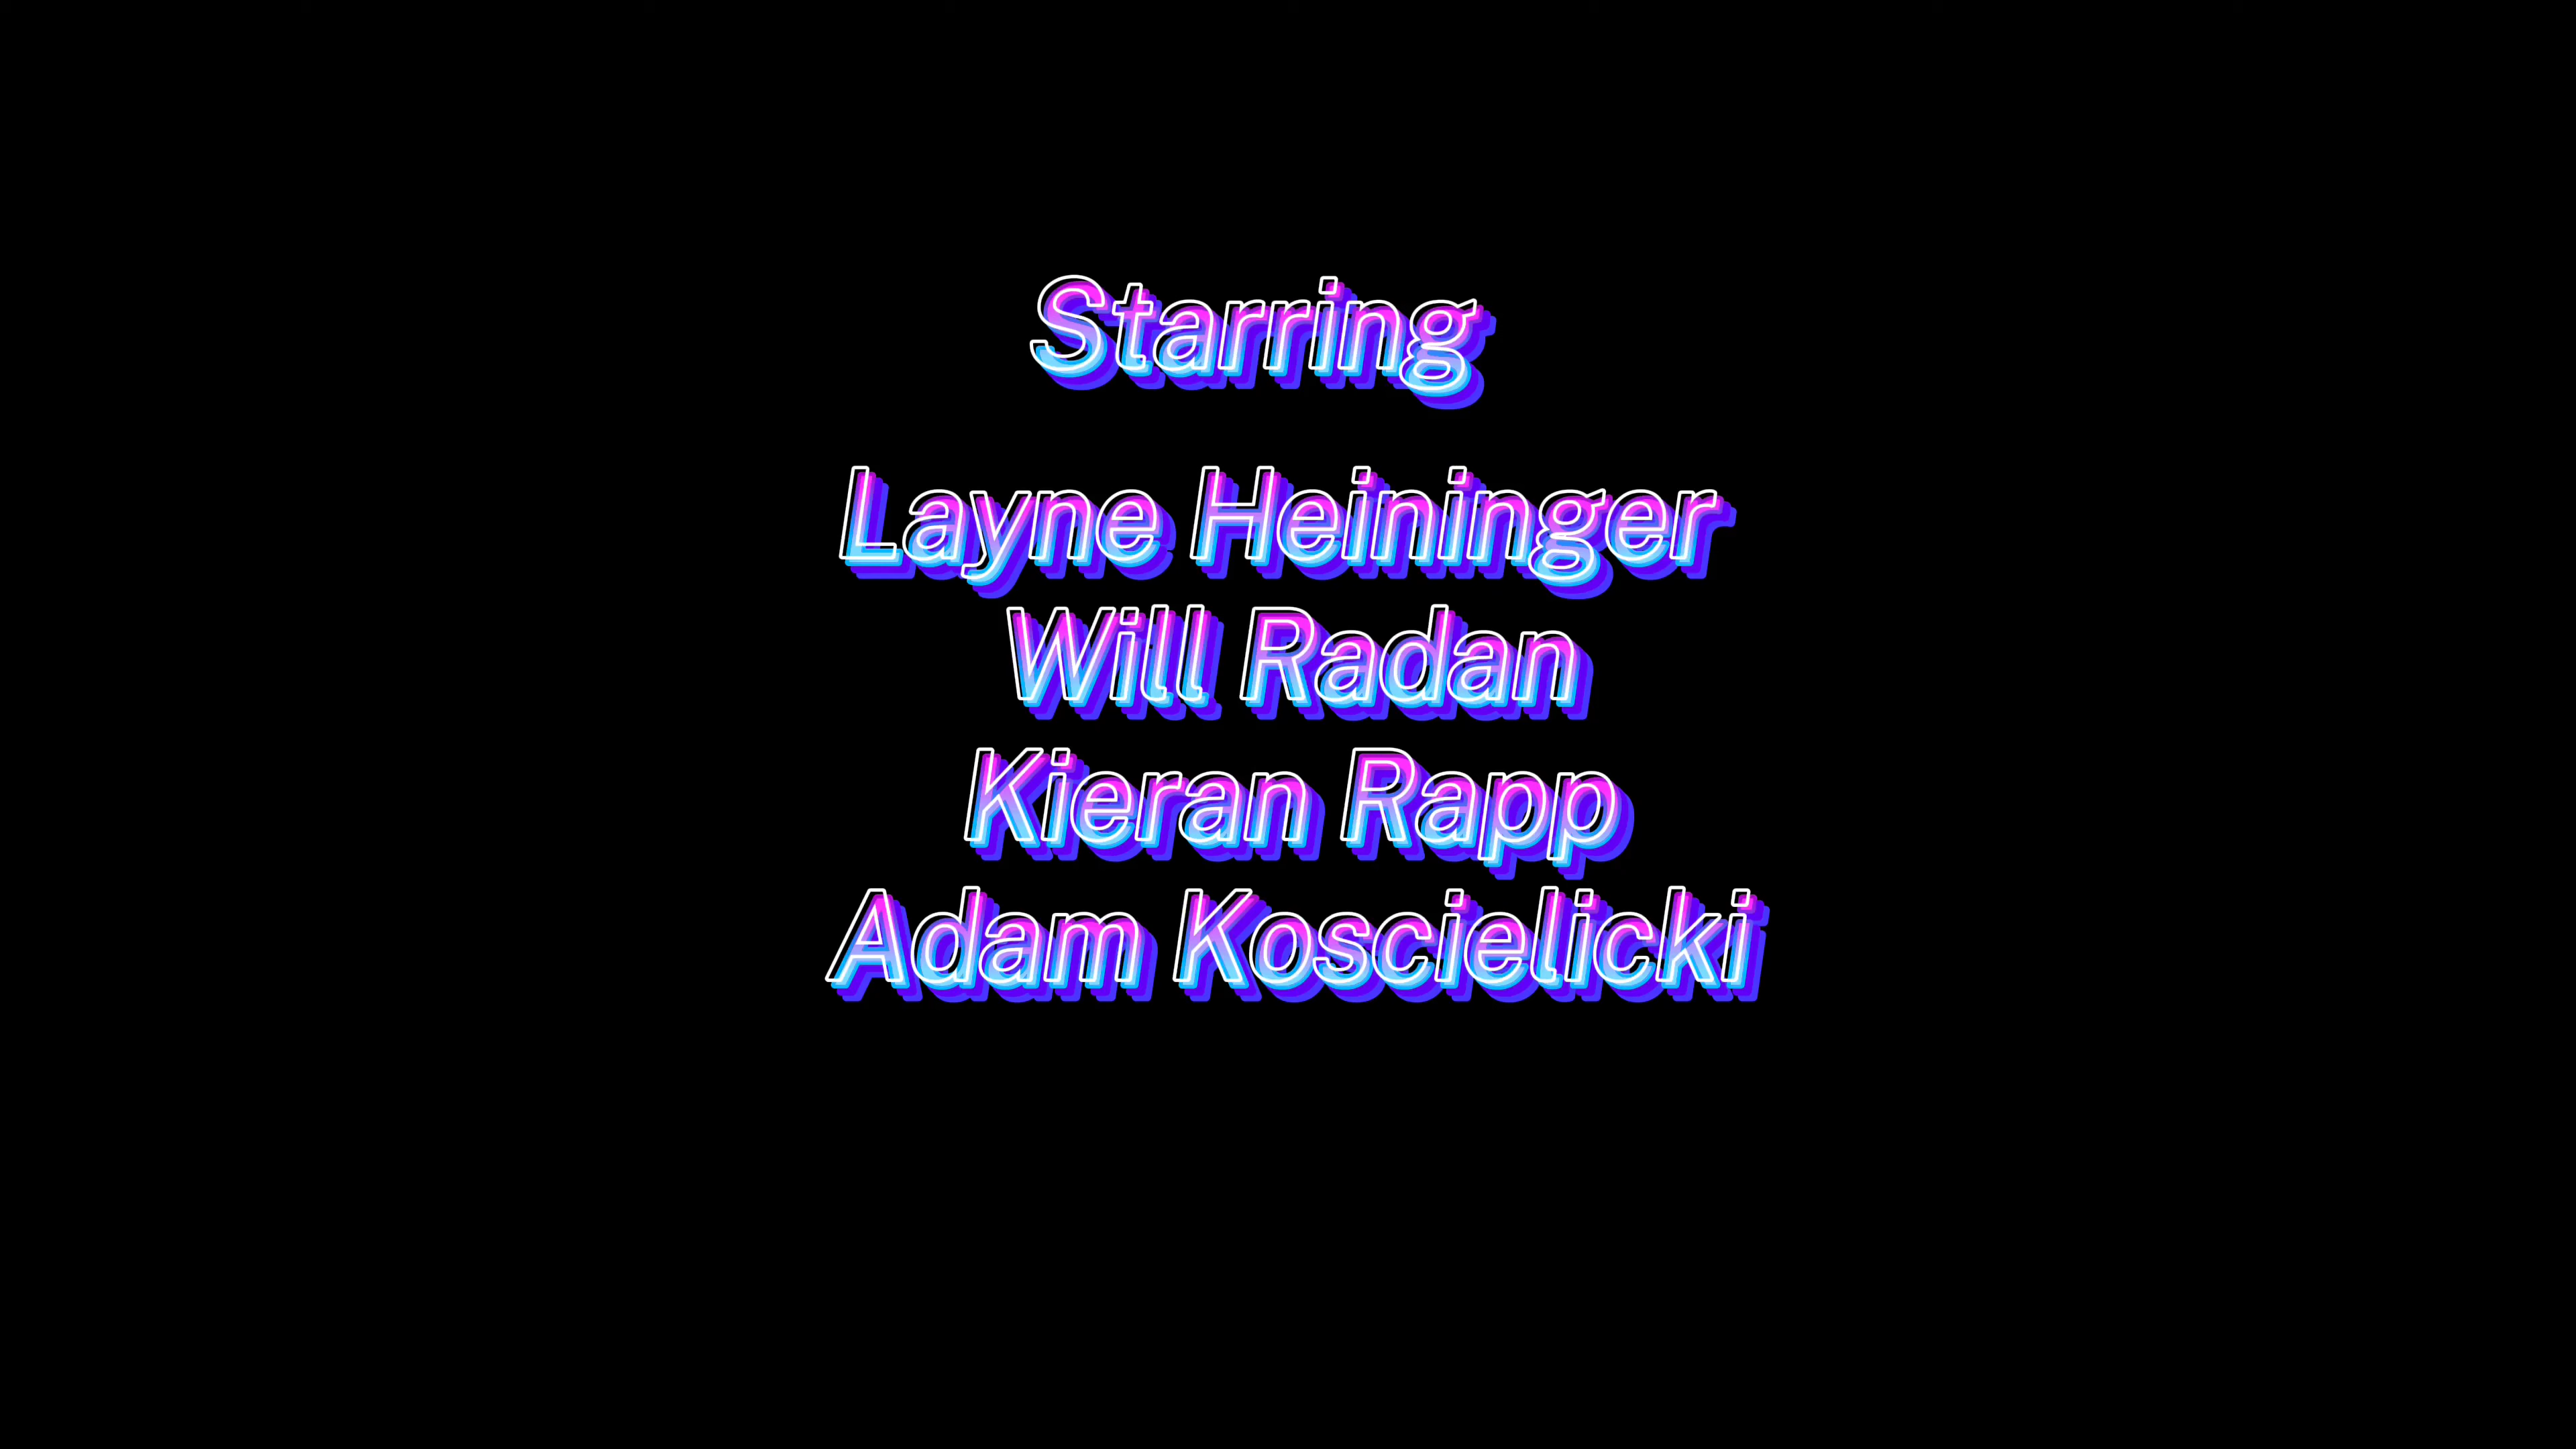 Starring
Layne Heininger
Will Radan
Kieran Rapp
Adam Koscielicki